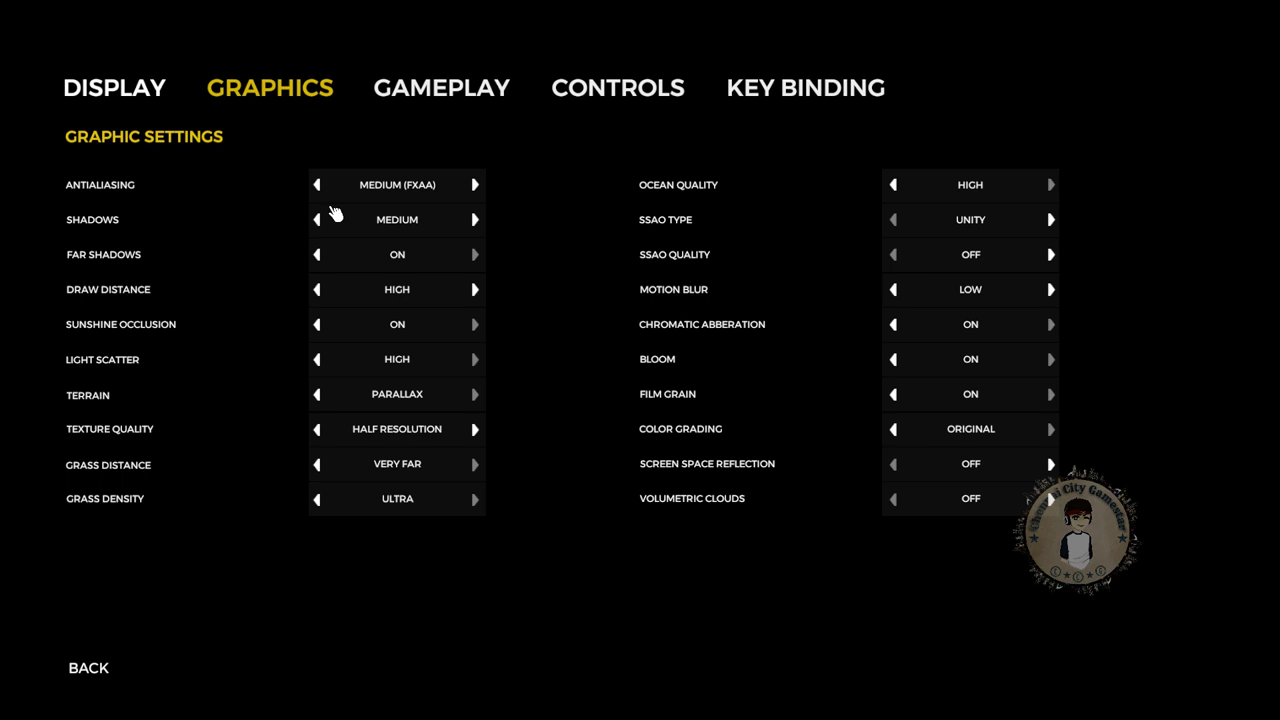 DISPLAY GRAPHICS GAMEPLAY CONTROLS KEY BINDING
GRAPHIC SETTINGS
ANTIALIASING MEDIUM (FXAA)
SHADOWS MEDIUM
FAR SHADOWS ON
DRAW DISTANCE HIGH
SUNSHINE OCCLUSION ON
LIGHT SCATTER HIGH
TERRAIN PARALLAX
TEXTURE QUALITY HALF RESOLUTION
GRASS DISTANCE VERY FAR
GRASS DENSITY ULTRA
OCEAN QUALITY HIGH
SSAO TYPE UNITY
SSAO QUALITY OFF
MOTION BLUR LOW
CHROMATIC ABBERATION ON
BLOOM ON
FILM GRAIN ON
COLOR GRADING ORIGINAL
SCREEN SPACE REFLECTION OFF
VOLUMETRIC CLOUDS OFF
Chennai City Gamestar
BACK